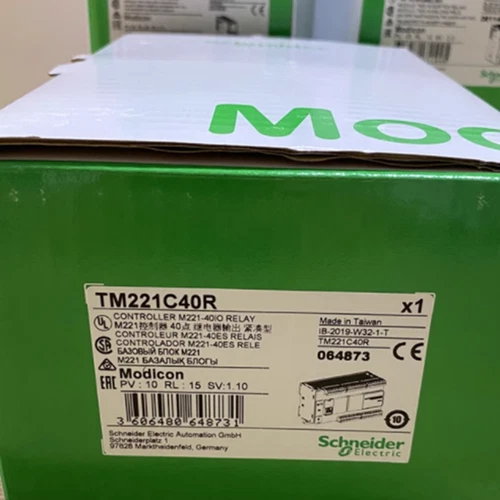 Schneider
Modicon
MOD
TM221C40R
x1
CONTROLLER M221-40IO RELAY
M221控制器 40点 继电器输出 紧凑型
CONTROLEUR M221-40ES RELAIS
CONTROLADOR M221-40ES RELE
БАЗОВЫЙ БЛОК M221
M221 БАЗАЛЫҚ БЛОГЫ
Modicon
PV : 10 RL : 15 SV:1.10
Made in Taiwan
IB-2019-W32-1-T
TM221C40R
064873
3 606480 648731
Schneider Electric Automation GmbH
Schneiderplatz 1
97828 Marktheidenfeld, Germany
10
Schneider
Electric